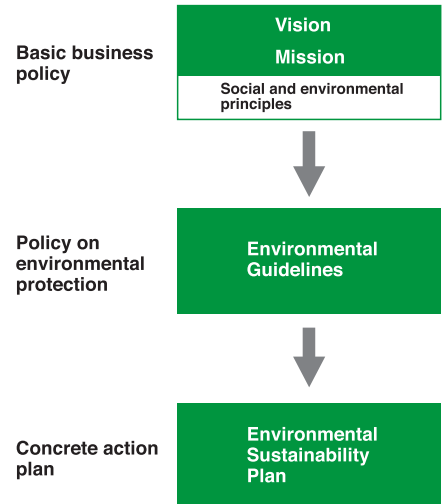 Basic business
policy
Vision
Mission
Social and environmental
principles
Policy on
environmental
protection
Environmental
Guidelines
Concrete action
plan
Environmental
Sustainability
Plan